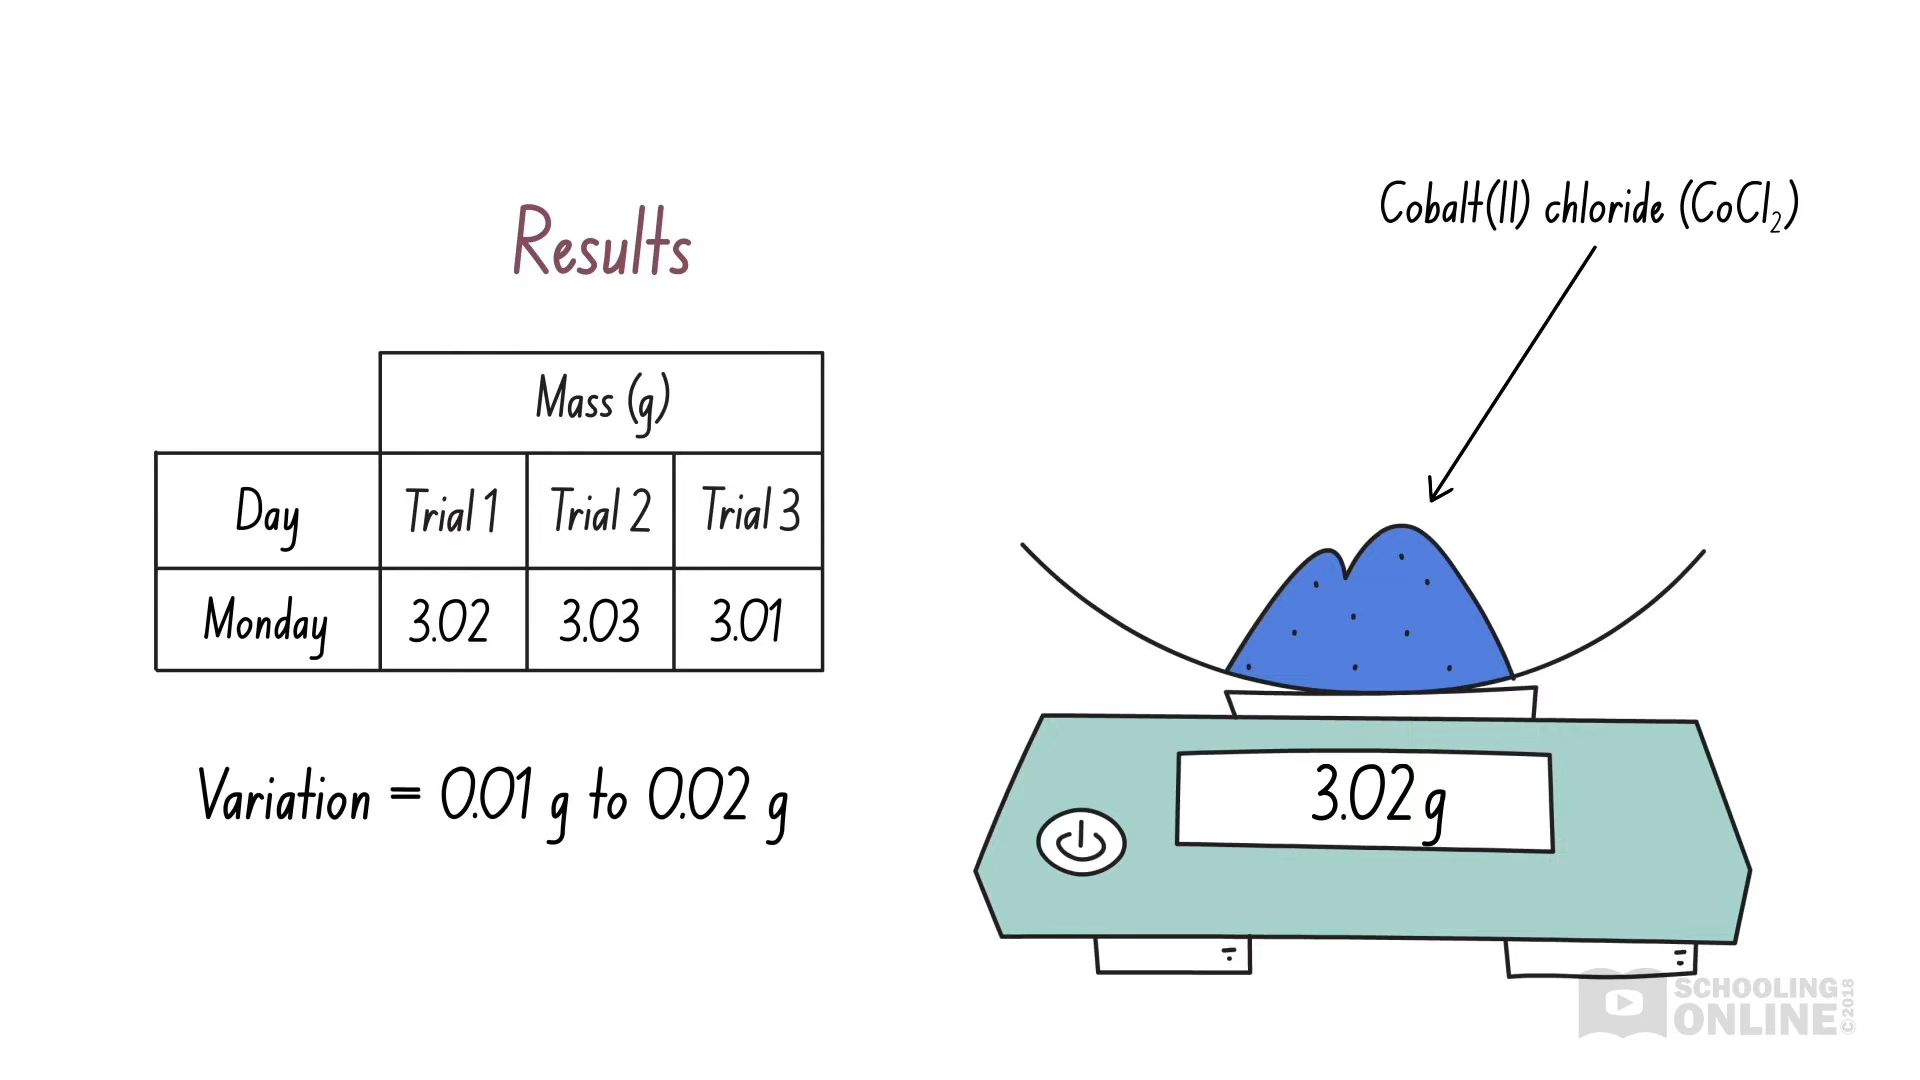 Results
Mass (g)
Day Trial 1 Trial 2 Trial 3
Monday 3.02 3.03 3.01
Variation = 0.01 g to 0.02 g
Cobalt(II) chloride (CoCl₂)
3.02 g
SCHOOLING
ONLINE
©2018